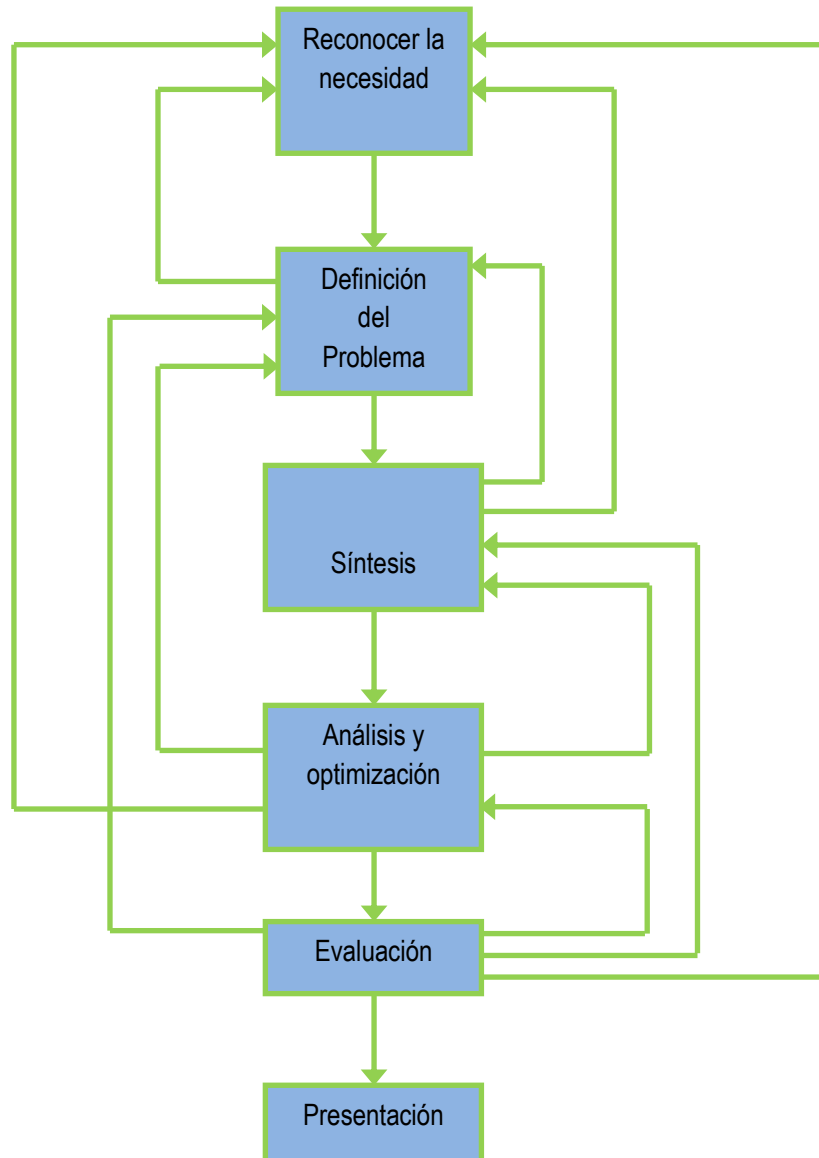 Reconocer la
necesidad
Definición
del
Problema
Síntesis
Análisis y
optimización
Evaluación
Presentación